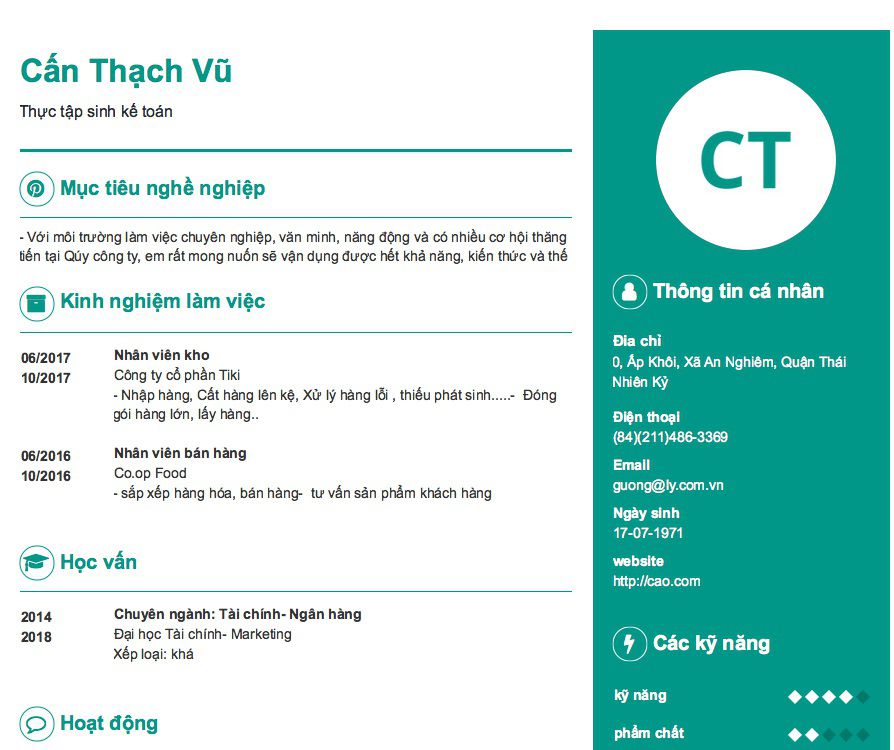 Cấn Thạch Vũ
Thực tập sinh kế toán
Mục tiêu nghề nghiệp
- Với môi trường làm việc chuyên nghiệp, văn minh, năng động và có nhiều cơ hội thăng
tiến tại Qúy công ty, em rất mong nuốn sẽ vận dụng được hết khả năng, kiến thức và thế
Kinh nghiệm làm việc
06/2017
10/2017
Nhân viên kho
Công ty cổ phần Tiki
- Nhập hàng, Cất hàng lên kệ, Xử lý hàng lỗi , thiếu phát sinh.....- Đóng
gói hàng lớn, lấy hàng..
06/2016
10/2016
Nhân viên bán hàng
Co.op Food
- sắp xếp hàng hóa, bán hàng- tư vấn sản phẩm khách hàng
Học vấn
2014
2018
Chuyên ngành: Tài chính- Ngân hàng
Đại học Tài chính- Marketing
Xếp loại: khá
Hoạt động
CT
Thông tin cá nhân
Đia chỉ
0, Ấp Khôi, Xã An Nghiêm, Quận Thái
Nhiên Kỷ
Điện thoại
(84)(211)486-3369
Email
guong@ly.com.vn
Ngày sinh
17-07-1971
website
http://cao.com
Các kỹ năng
kỹ năng
phẩm chất